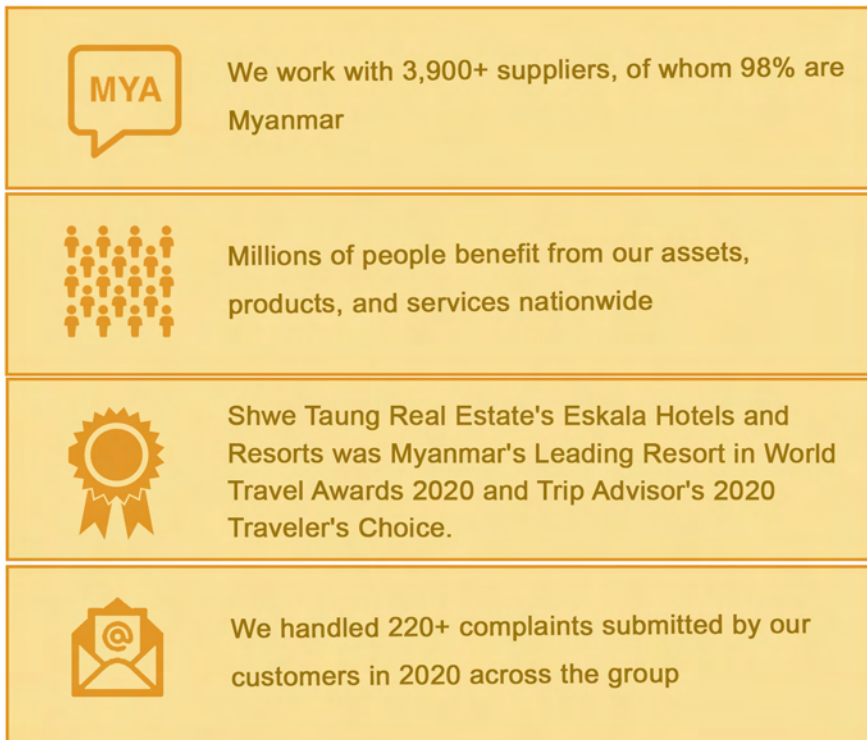 MYA
We work with 3,900+ suppliers, of whom 98% are
Myanmar
Millions of people benefit from our assets,
products, and services nationwide
Shwe Taung Real Estate's Eskala Hotels and
Resorts was Myanmar's Leading Resort in World
Travel Awards 2020 and Trip Advisor's 2020
Traveler's Choice.
@
We handled 220+ complaints submitted by our
customers in 2020 across the group